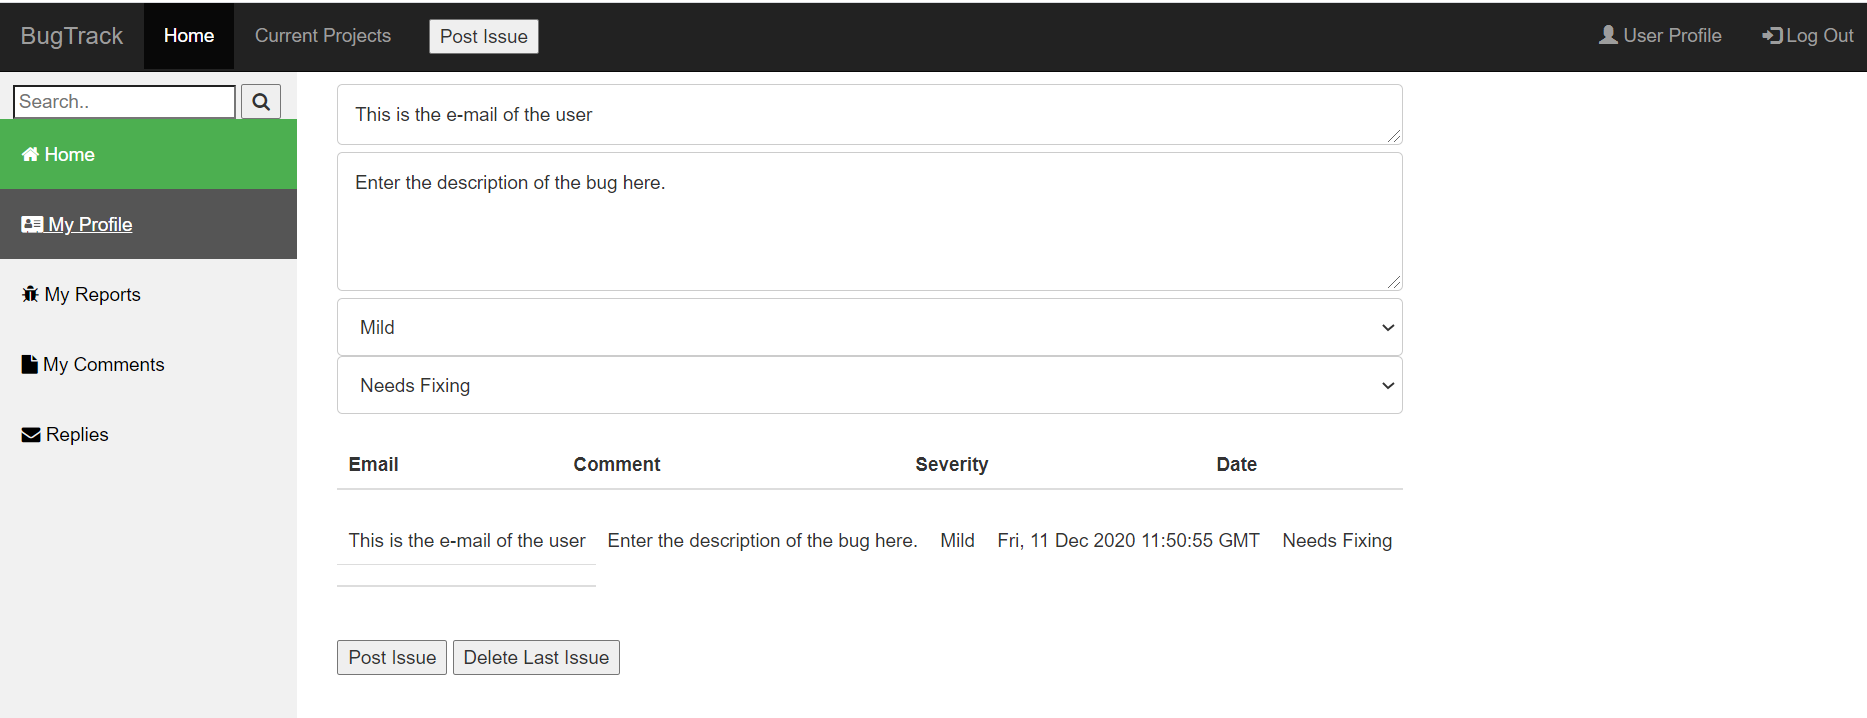 BugTrack Home Current Projects Post Issue User Profile Log Out
Search..
Home
My Profile
My Reports
My Comments
Replies
This is the e-mail of the user
Enter the description of the bug here.
Mild
Needs Fixing
Email Comment Severity Date
This is the e-mail of the user Enter the description of the bug here. Mild Fri, 11 Dec 2020 11:50:55 GMT Needs Fixing
Post Issue Delete Last Issue